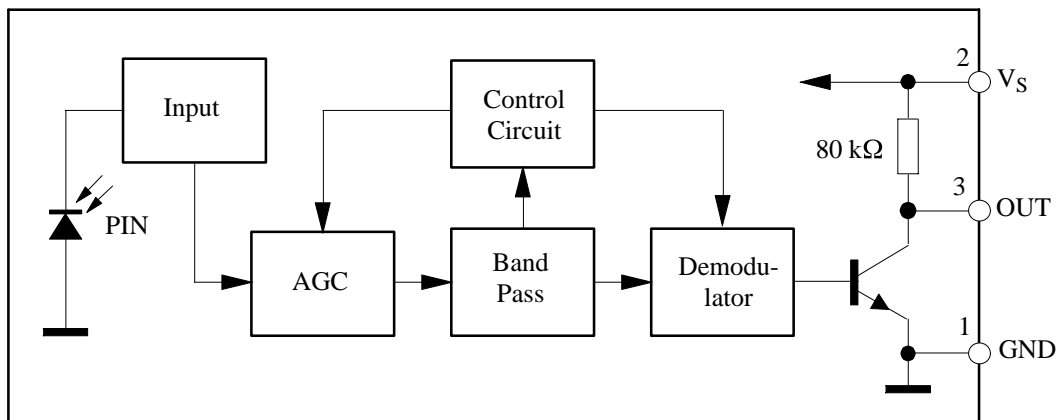 Input
PIN
AGC
Control
Circuit
Band
Pass
Demodu-
lator
80 kΩ
2
V_S
3
OUT
1
GND